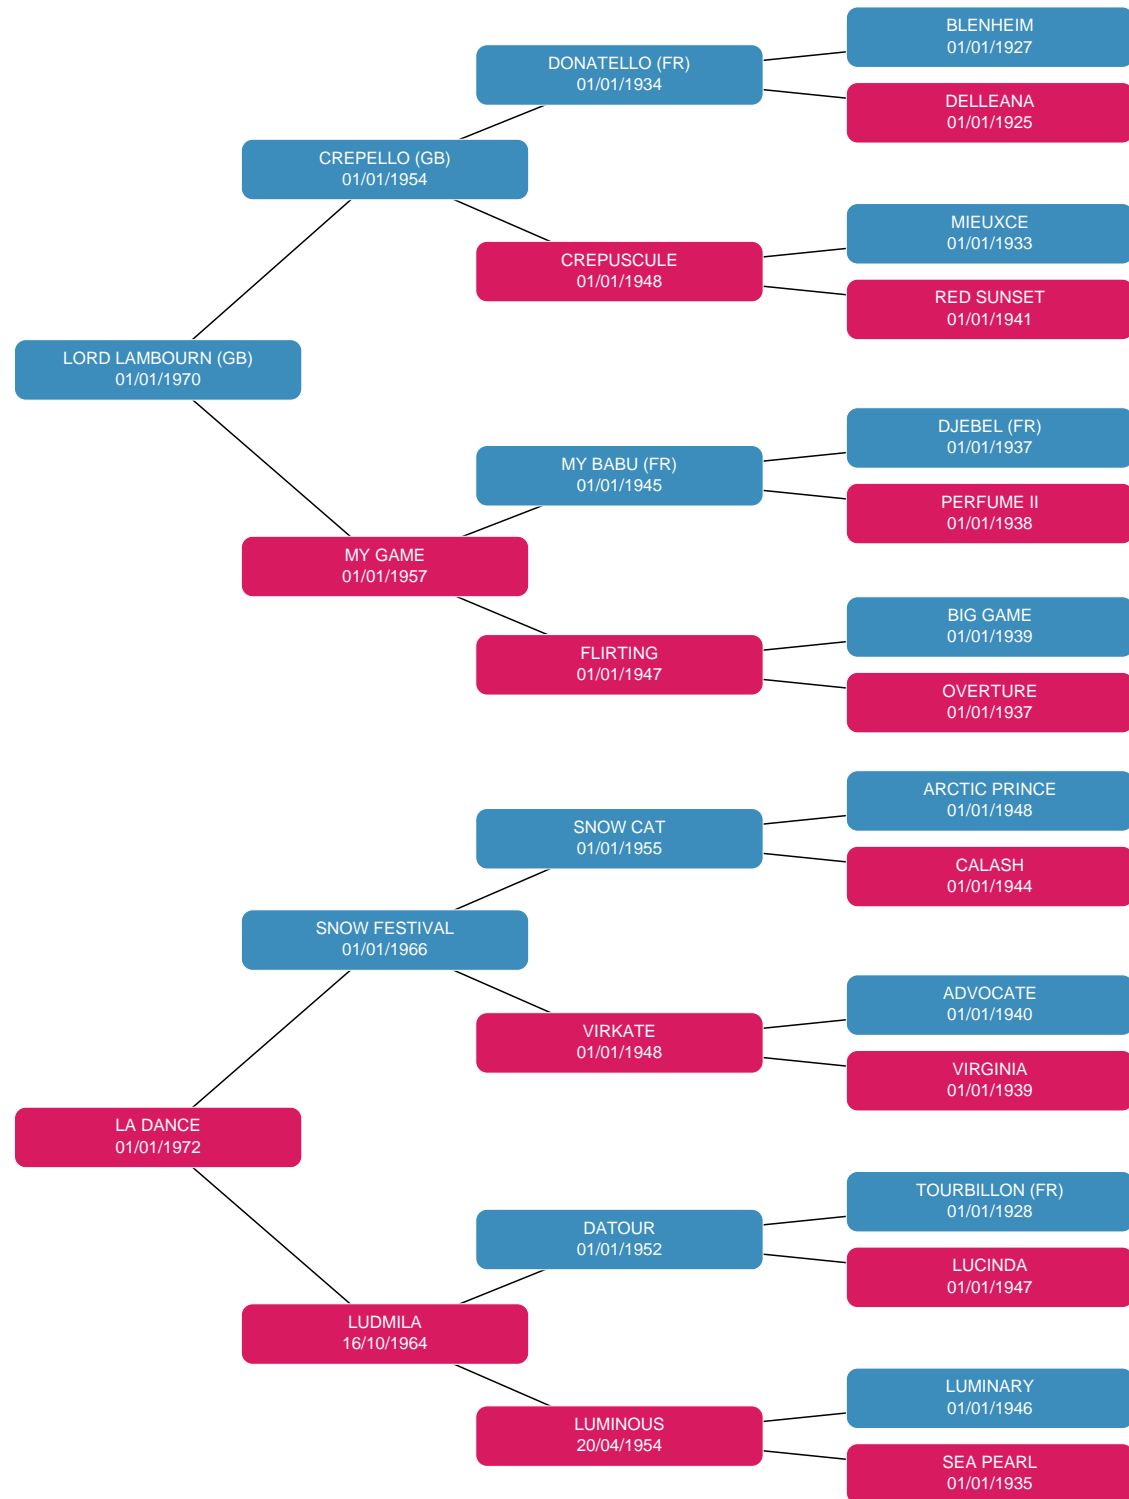 BLENHEIM
01/01/1927
DONATELLO (FR)
01/01/1934
DELLEANA
01/01/1925
CREPELLO (GB)
01/01/1954
MIEUXCE
01/01/1933
CREPUSCULE
01/01/1948
RED SUNSET
01/01/1941
LORD LAMBOURN (GB)
01/01/1970
DJEBEL (FR)
01/01/1937
MY BABU (FR)
01/01/1945
PERFUME II
01/01/1938
MY GAME
01/01/1957
BIG GAME
01/01/1939
FLIRTING
01/01/1947
OVERTURE
01/01/1937
ARCTIC PRINCE
01/01/1948
SNOW CAT
01/01/1955
CALASH
01/01/1944
SNOW FESTIVAL
01/01/1966
ADVOCATE
01/01/1940
VIRKATE
01/01/1948
VIRGINIA
01/01/1939
LA DANCE
01/01/1972
TOURBILLON (FR)
01/01/1928
DATOUR
01/01/1952
LUCINDA
01/01/1947
LUDMILA
16/10/1964
LUMINARY
01/01/1946
LUMINOUS
20/04/1954
SEA PEARL
01/01/1935